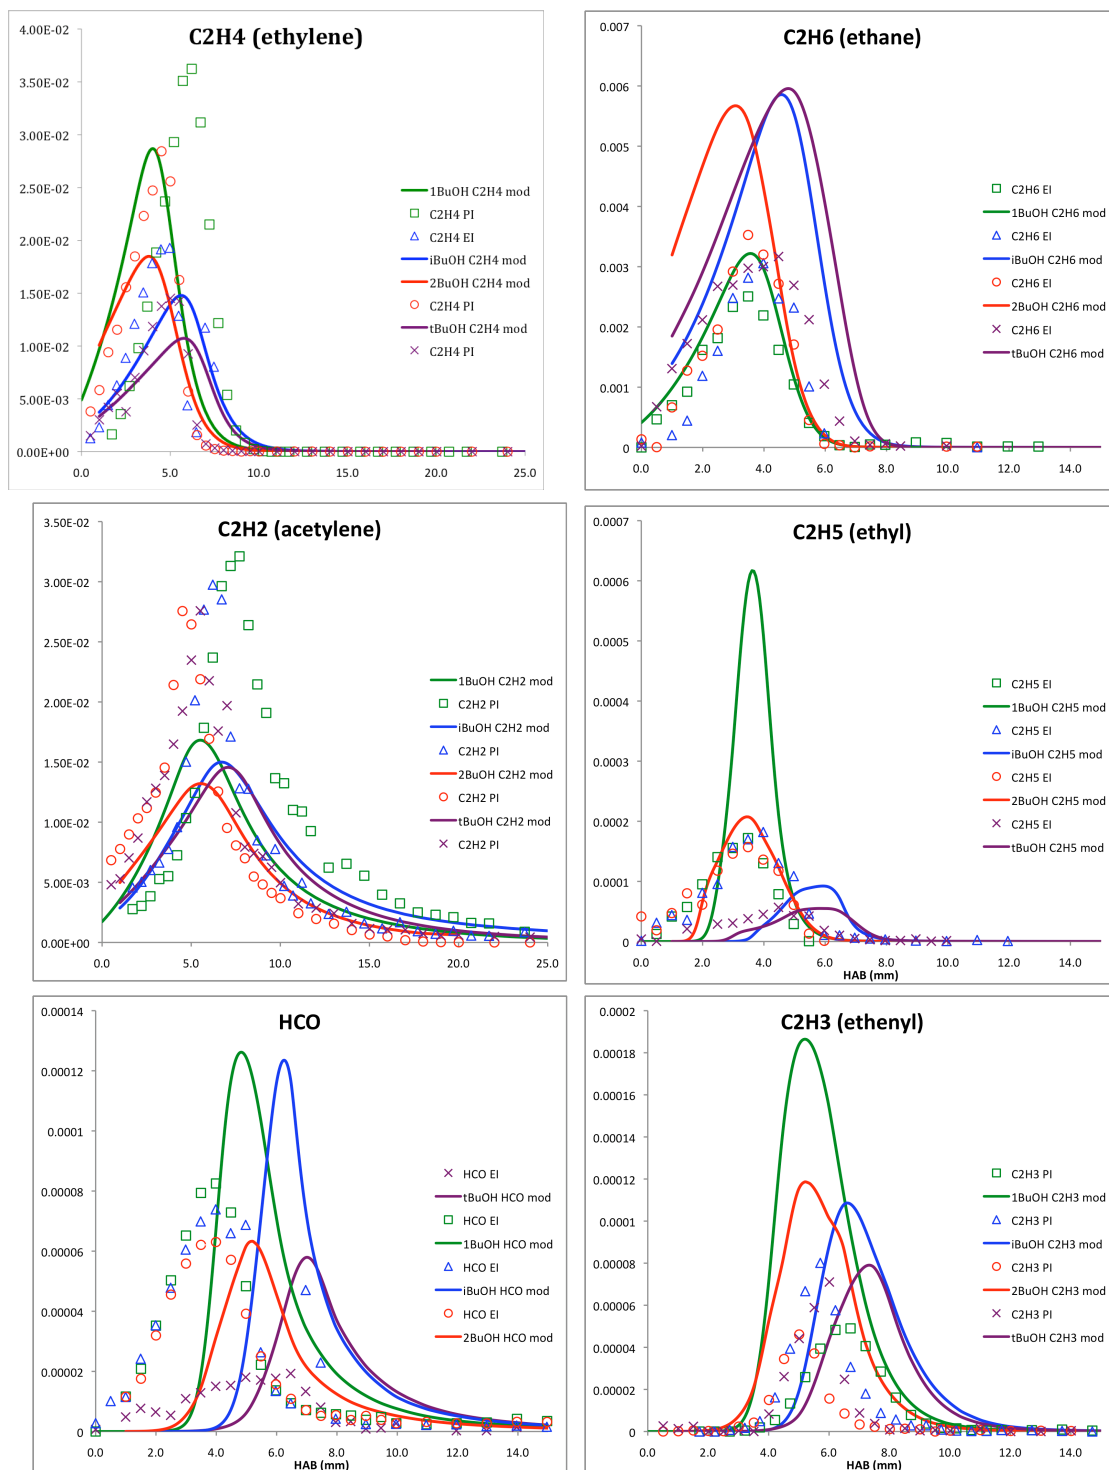 C2H4 (ethylene)
4.00E-02
3.50E-02
3.00E-02
2.50E-02
2.00E-02
1.50E-02
1.00E-02
5.00E-03
0.00E+00
0.0 5.0 10.0 15.0 20.0 25.0
1BuOH C2H4 mod
C2H4 PI
C2H4 EI
iBuOH C2H4 mod
2BuOH C2H4 mod
C2H4 PI
tBuOH C2H4 mod
C2H4 PI
C2H6 (ethane)
0.007
0.006
0.005
0.004
0.003
0.002
0.001
0
0.0 2.0 4.0 6.0 8.0 10.0 12.0 14.0
C2H6 EI
1BuOH C2H6 mod
C2H6 EI
iBuOH C2H6 mod
C2H6 EI
2BuOH C2H6 mod
C2H6 EI
tBuOH C2H6 mod
C2H2 (acetylene)
3.50E-02
3.00E-02
2.50E-02
2.00E-02
1.50E-02
1.00E-02
5.00E-03
0.00E+00
0.0 5.0 10.0 15.0 20.0 25.0
1BuOH C2H2 mod
C2H2 PI
iBuOH C2H2 mod
C2H2 PI
2BuOH C2H2 mod
C2H2 PI
tBuOH C2H2 mod
C2H2 PI
C2H5 (ethyl)
0.0007
0.0006
0.0005
0.0004
0.0003
0.0002
0.0001
0
0.0 2.0 4.0 6.0 8.0 10.0 12.0 14.0
HAB (mm)
C2H5 EI
1BuOH C2H5 mod
C2H5 EI
iBuOH C2H5 mod
C2H5 EI
2BuOH C2H5 mod
C2H5 EI
tBuOH C2H5 mod
HCO
0.00014
0.00012
0.0001
0.00008
0.00006
0.00004
0.00002
0
0.0 2.0 4.0 6.0 8.0 10.0 12.0 14.0
HAB (mm)
HCO EI
tBuOH HCO mod
HCO EI
1BuOH HCO mod
HCO EI
iBuOH HCO mod
HCO EI
2BuOH HCO mod
C2H3 (ethenyl)
0.0002
0.00018
0.00016
0.00014
0.00012
0.0001
0.00008
0.00006
0.00004
0.00002
0
0.0 2.0 4.0 6.0 8.0 10.0 12.0 14.0
HAB (mm)
C2H3 PI
1BuOH C2H3 mod
C2H3 PI
iBuOH C2H3 mod
C2H3 PI
2BuOH C2H3 mod
C2H3 PI
tBuOH C2H3 mod